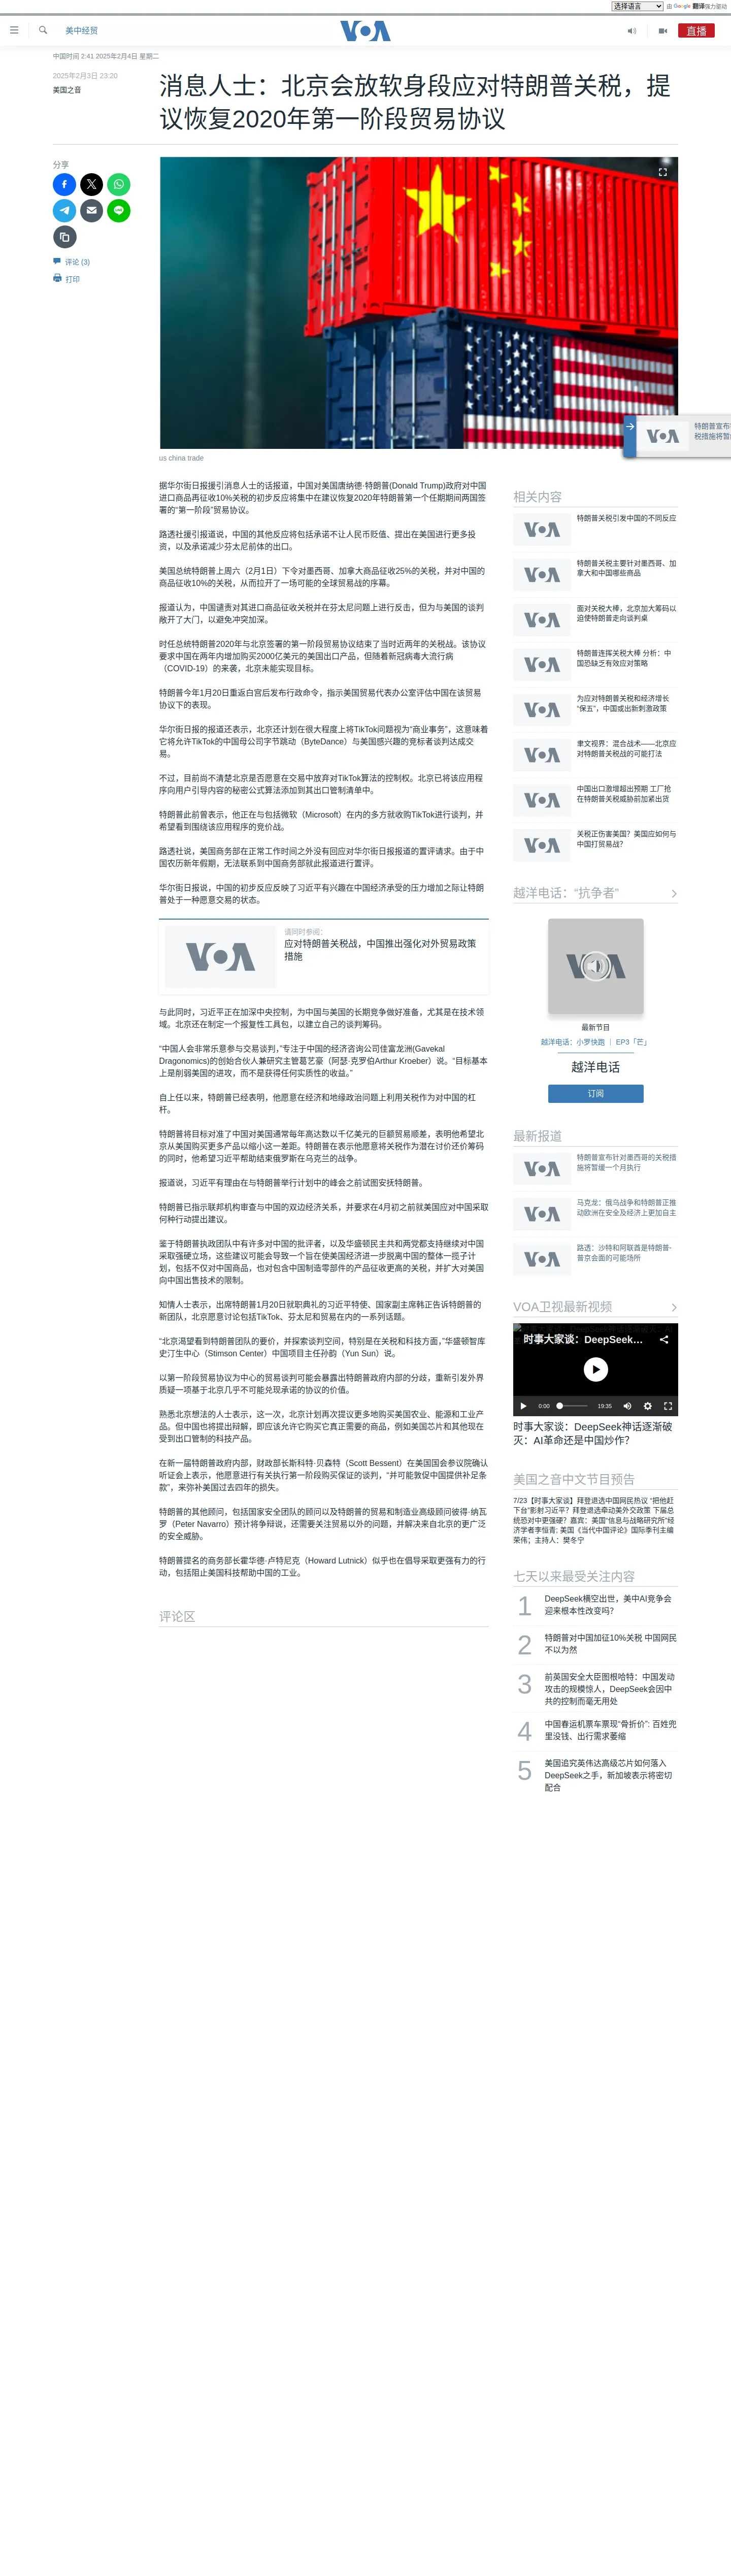 选择语言
由 Google 翻译强力驱动
美中经贸
VOA
直播
中国时间 2:41 2025年2月4日 星期二
2025年2月3日 23:20
美国之音
消息人士：北京会放软身段应对特朗普关税，提
议恢复2020年第一阶段贸易协议
分享
评论 (3)
打印
us china trade
特朗普宣布
VOA
据华尔街日报援引消息人士的话报道，中国对美国唐纳德·特朗普(Donald Trump)政府对中国
进口商品再征收10%关税的初步反应将集中在建议恢复2020年特朗普第一个任期期间两国签
署的“第一阶段”贸易协议。
路透社援引报道说，中国的其他反应将包括承诺不让人民币贬值、提出在美国进行更多投
资，以及承诺减少芬太尼前体的出口。
美国总统特朗普上周六（2月1日）下令对墨西哥、加拿大商品征收25%的关税，并对中国的
商品征收10%的关税，从而拉开了一场可能的全球贸易战的序幕。
报道认为，中国谴责对其进口商品征收关税并在芬太尼问题上进行反击，但为与美国的谈判
敞开了大门，以避免冲突加深。
时任总统特朗普2020年与北京签署的第一阶段贸易协议结束了当时近两年的关税战。该协议
要求中国在两年内增加购买2000亿美元的美国出口产品，但随着新冠病毒大流行病
（COVID-19）的来袭，北京未能实现目标。
特朗普今年1月20日重返白宫后发布行政命令，指示美国贸易代表办公室评估中国在该贸易
协议下的表现。
华尔街日报的报道还表示，北京还计划在很大程度上将TikTok问题视为“商业事务”，这意味着
它将允许TikTok的中国母公司字节跳动（ByteDance）与美国感兴趣的竞标者谈判达成交
易。
不过，目前尚不清楚北京是否愿意在交易中放弃对TikTok算法的控制权。北京已将该应用程
序向用户引导内容的秘密公式算法添加到其出口管制清单中。
特朗普此前曾表示，他正在与包括微软（Microsoft）在内的多方就收购TikTok进行谈判，并
希望看到围绕该应用程序的竞价战。
路透社说，美国商务部在正常工作时间之外没有回应对华尔街日报报道的置评请求。由于中
国农历新年假期，无法联系到中国商务部就此报道进行置评。
华尔街日报说，中国的初步反应反映了习近平有兴趣在中国经济承受的压力增加之际让特朗
普处于一种愿意交易的状态。
VOA
请同时参阅:
应对特朗普关税战，中国推出强化对外贸易政策
措施
与此同时，习近平正在加深中央控制，为中国与美国的长期竞争做好准备，尤其是在技术领
域。北京还在制定一个报复性工具包，以建立自己的谈判筹码。
“中国人会非常乐意参与交易谈判，”专注于中国的经济咨询公司佳富龙洲(Gavekal
Dragonomics)的创始合伙人兼研究主管葛艺豪（阿瑟·克罗伯Arthur Kroeber）说。“目标基本
上是削弱美国的进攻，而不是获得任何实质性的收益。”
自上任以来，特朗普已经表明，他愿意在经济和地缘政治问题上利用关税作为对中国的杠
杆。
特朗普将目标对准了中国对美国通常每年高达数以千亿美元的巨额贸易顺差，表明他希望北
京从美国购买更多产品以缩小这一差距。特朗普在表示他愿意将关税作为潜在讨价还价筹码
的同时，他希望习近平帮助结束俄罗斯在乌克兰的战争。
报道说，习近平有理由在与特朗普举行计划中的峰会之前试图安抚特朗普。
特朗普已指示联邦机构审查与中国的双边经济关系，并要求在4月初之前就美国应对中国采取
何种行动提出建议。
鉴于特朗普执政团队中有许多对中国的批评者，以及华盛顿民主共和两党都支持继续对中国
采取强硬立场，这些建议可能会导致一个旨在使美国经济进一步脱离中国的整体一揽子计
划，包括不仅对中国商品，也对包含中国制造零部件的产品征收更高的关税，并扩大对美国
向中国出售技术的限制。
知情人士表示，出席特朗普1月20日就职典礼的习近平特使、国家副主席韩正告诉特朗普的
新团队，北京愿意讨论包括TikTok、芬太尼和贸易在内的一系列话题。
“北京渴望看到特朗普团队的要价，并探索谈判空间，特别是在关税和科技方面，”华盛顿智库
史汀生中心（Stimson Center）中国项目主任孙韵（Yun Sun）说。
以第一阶段贸易协议为中心的贸易谈判可能会暴露出特朗普政府内部的分歧，重新引发外界
质疑一项基于北京几乎不可能兑现承诺的协议的价值。
熟悉北京想法的人士表示，这一次，北京计划再次提议更多地购买美国农业、能源和工业产
品。但中国也将提出辩解，即应该允许它购买它真正需要的商品，例如美国芯片和其他现在
受到出口管制的科技产品。
在新一届特朗普政府内部，财政部长斯科特·贝森特（Scott Bessent）在美国国会参议院确认
听证会上表示，他愿意进行有关执行第一阶段购买保证的谈判，“并可能敦促中国提供补足条
款”，来弥补美国过去四年的损失。
特朗普的其他顾问，包括国家安全团队的顾问以及特朗普的贸易和制造业高级顾问彼得·纳瓦
罗（Peter Navarro）预计将争辩说，还需要关注贸易以外的问题，并解决来自北京的更广泛
的安全威胁。
特朗普提名的商务部长霍华德·卢特尼克（Howard Lutnick）似乎也在倡导采取更强有力的行
动，包括阻止美国科技帮助中国的工业。
评论区
相关内容
VOA
特朗普关税引发中国的不同反应
VOA
特朗普关税主要针对墨西哥、加
拿大和中国哪些商品
VOA
面对关税大棒，北京加大筹码以
迫使特朗普走向谈判桌
VOA
特朗普连挥关税大棒 分析：中
国恐缺乏有效应对策略
VOA
为应对特朗普关税和经济增长
“保五”，中国或出新刺激政策
VOA
聿文视界：混合战术——北京应
对特朗普关税战的可能打法
VOA
中国出口激增超出预期 工厂抢
在特朗普关税威胁前加紧出货
VOA
关税正伤害美国？美国应如何与
中国打贸易战？
越洋电话：“抗争者”
VOA
最新节目
越洋电话：小罗快跑 ｜ EP3「芒」
越洋电话
订阅
最新报道
VOA
特朗普宣布针对墨西哥的关税措
施将暂缓一个月执行
VOA
马克龙：俄乌战争和特朗普正推
动欧洲在安全及经济上更加自主
VOA
路透：沙特和阿联酋是特朗普-
普京会面的可能场所
VOA卫视最新视频
时事大家谈：DeepSeek…
0:00
19:35
时事大家谈：DeepSeek神话逐渐破
灭：AI革命还是中国炒作？
美国之音中文节目预告
7/23【时事大家谈】拜登退选中国网民热议 “把他赶
下台”影射习近平？拜登退选牵动美外交政策 下届总
统恐对中更强硬？嘉宾：美国“信息与战略研究所”经
济学者李恒青; 美国《当代中国评论》国际季刊主编
荣伟；主持人：樊冬宁
七天以来最受关注内容
1
DeepSeek横空出世，美中AI竞争会
迎来根本性改变吗？
2
特朗普对中国加征10%关税 中国网民
不以为然
3
前英国安全大臣图根哈特：中国发动
攻击的规模惊人，DeepSeek会因中
共的控制而毫无用处
4
中国春运机票车票现“骨折价”: 百姓兜
里没钱、出行需求萎缩
5
美国追究英伟达高级芯片如何落入
DeepSeek之手，新加坡表示将密切
配合